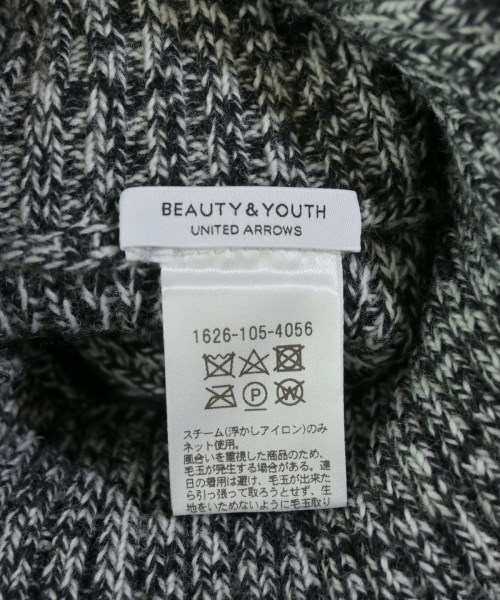 BEAUTY&YOUTH
UNITED ARROWS
1626-105-4056
P
W
スチーム(浮かしアイロン)のみ
ネット使用。
風合いを重視した商品のため、
毛玉が発生する場合がある。連
日の着用は避け、毛玉が出来た
ら引っ張って取ろうとせず、生
地をいためないように毛玉取り